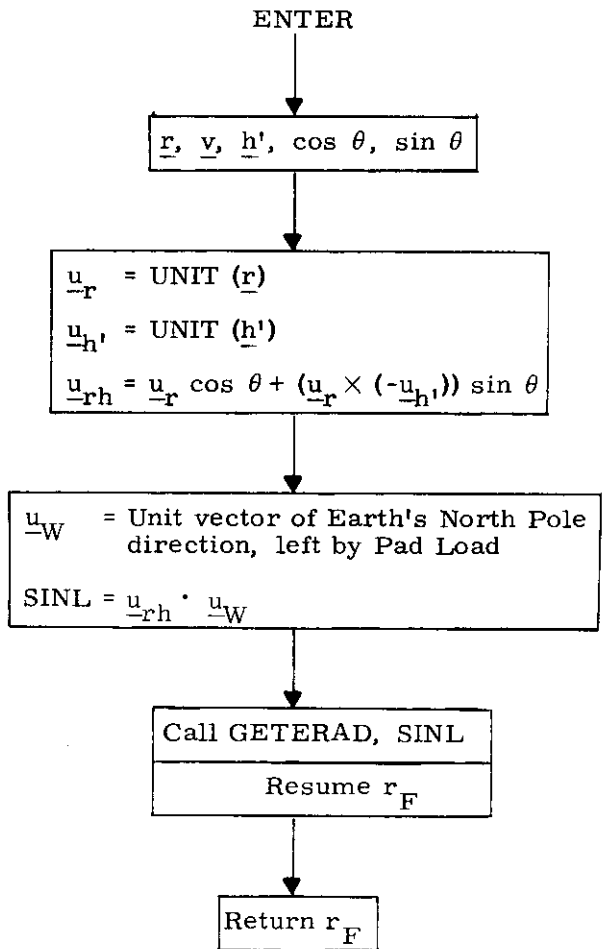 ENTER
r, v, h', cos θ, sin θ
u_r = UNIT (r)
u_h' = UNIT (h')
u_rh = u_r cos θ + (u_r × (-u_h')) sin θ
u_W = Unit vector of Earth's North Pole
direction, left by Pad Load
SINL = u_rh · u_W
Call GETERAD, SINL
Resume r_F
Return r_F